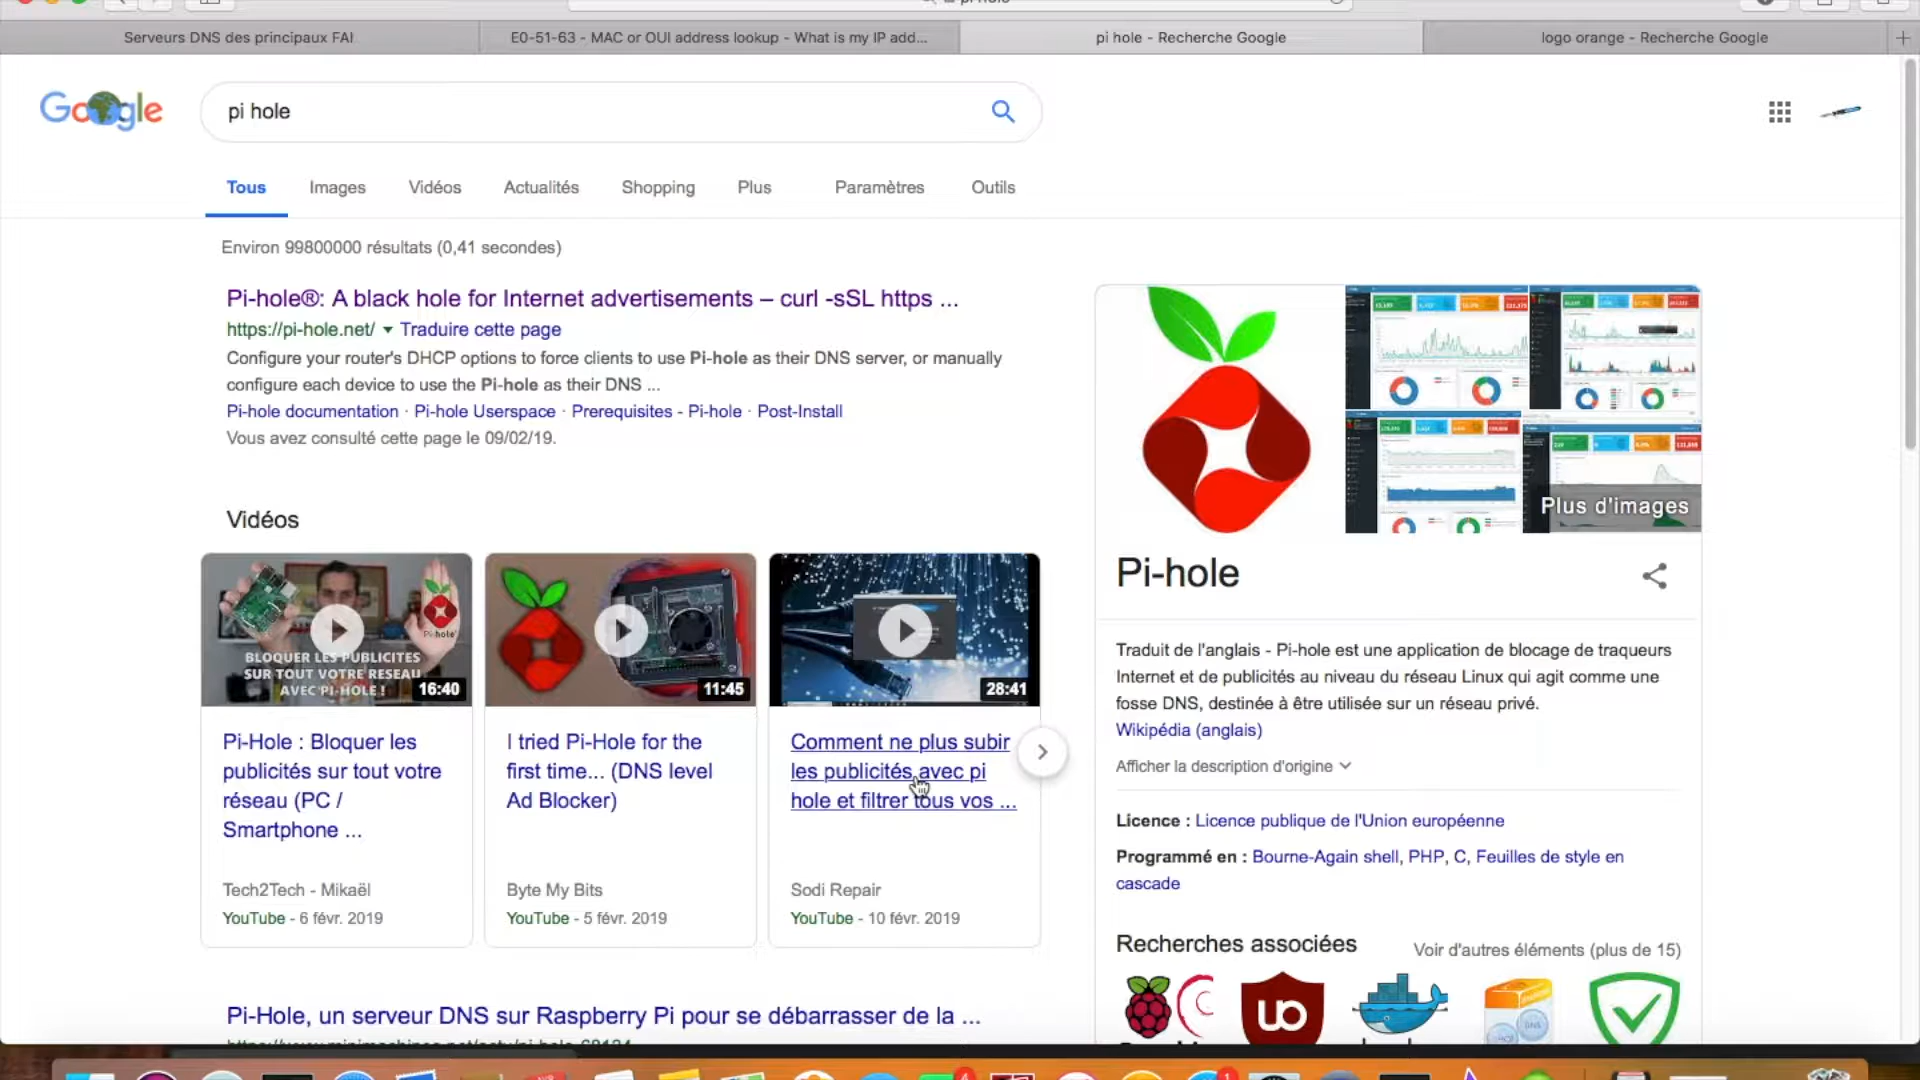 Serveurs DNS des principaux FAI
E0-51-63 - MAC or OUI address lookup - What is my IP add...
pi hole - Recherche Google
logo orange - Recherche Google
Google
pi hole
Tous
Images
Vidéos
Actualités
Shopping
Plus
Paramètres
Outils
Environ 99800000 résultats (0,41 secondes)
Pi-hole®: A black hole for Internet advertisements – curl -sSL https ...
https://pi-hole.net/ ▾ Traduire cette page
Configure your router's DHCP options to force clients to use Pi-hole as their DNS server, or manually
configure each device to use the Pi-hole as their DNS ...
Pi-hole documentation · Pi-hole Userspace · Prerequisites - Pi-hole · Post-Install
Vous avez consulté cette page le 09/02/19.
Vidéos
BLOQUER LES PUBLICITES
SUR TOUT VOTRE RESEAU
AVEC PI-HOLE !
16:40
Pi-Hole : Bloquer les
publicités sur tout votre
réseau (PC /
Smartphone ...
Tech2Tech - Mikaël
YouTube - 6 févr. 2019
11:45
I tried Pi-Hole for the
first time... (DNS level
Ad Blocker)
Byte My Bits
YouTube - 5 févr. 2019
28:41
Comment ne plus subir
les publicités avec pi
hole et filtrer tous vos ...
Sodi Repair
YouTube - 10 févr. 2019
Pi-Hole, un serveur DNS sur Raspberry Pi pour se débarrasser de la ...
Plus d'images
Pi-hole
Traduit de l'anglais - Pi-hole est une application de blocage de traqueurs
Internet et de publicités au niveau du réseau Linux qui agit comme une
fosse DNS, destinée à être utilisée sur un réseau privé.
Wikipédia (anglais)
Afficher la description d'origine
Licence : Licence publique de l'Union européenne
Programmé en : Bourne-Again shell, PHP, C, Feuilles de style en
cascade
Recherches associées
Voir d'autres éléments (plus de 15)